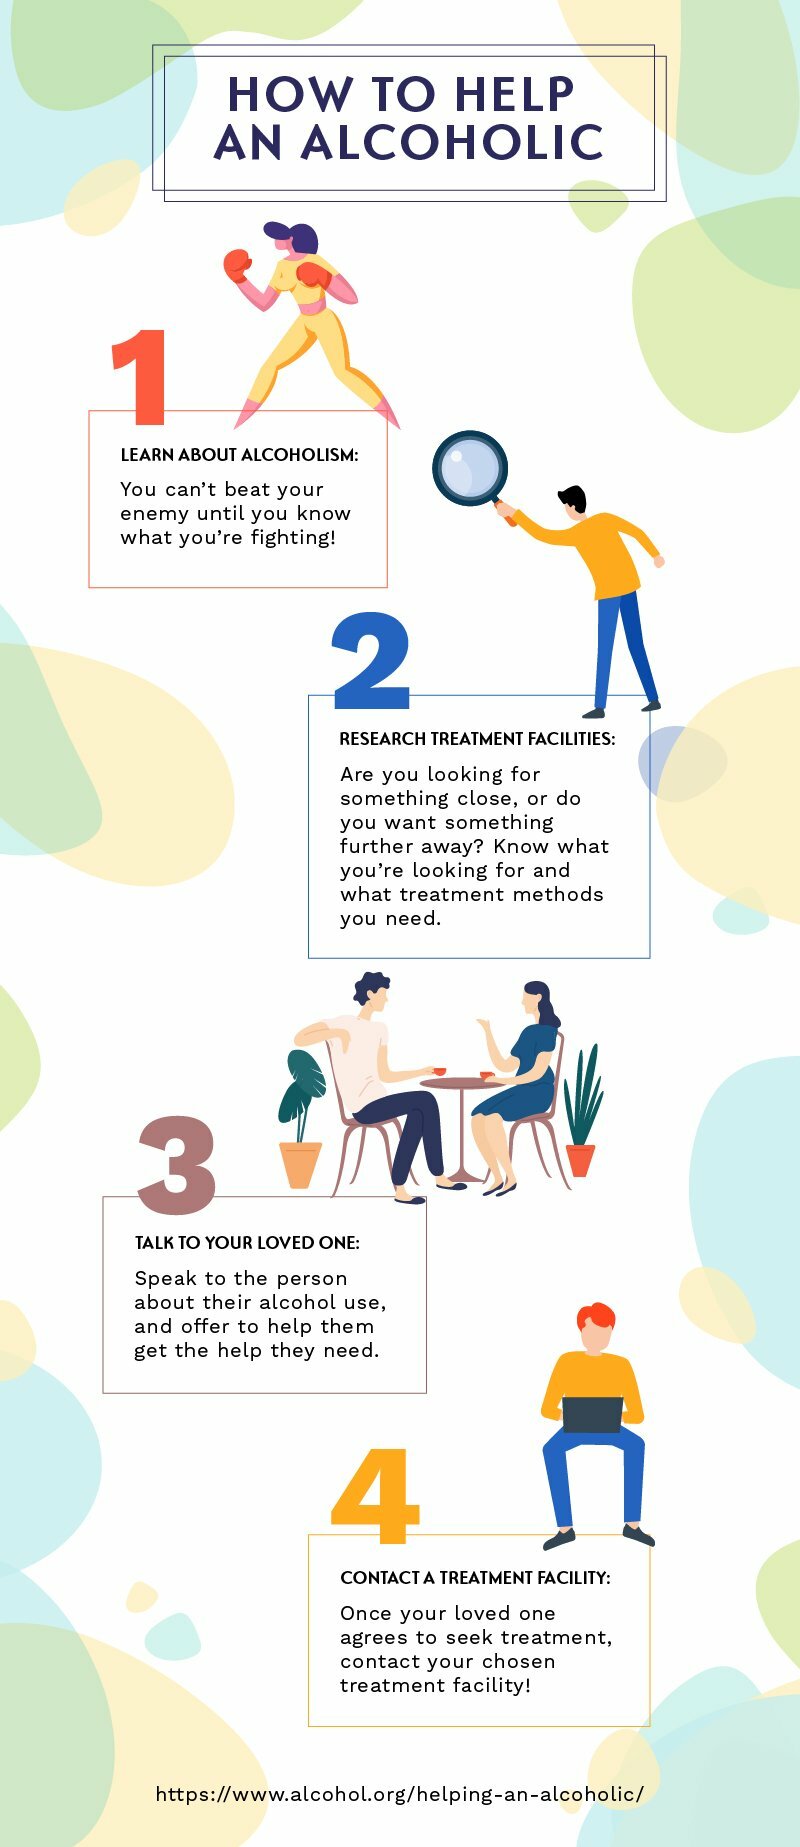 HOW TO HELP
AN ALCOHOLIC
1
LEARN ABOUT ALCOHOLISM:
You can’t beat your
enemy until you know
what you’re fighting!
2
RESEARCH TREATMENT FACILITIES:
Are you looking for
something close, or do
you want something
further away? Know what
you’re looking for and
what treatment methods
you need.
3
TALK TO YOUR LOVED ONE:
Speak to the person
about their alcohol use,
and offer to help them
get the help they need.
4
CONTACT A TREATMENT FACILITY:
Once your loved one
agrees to seek treatment,
contact your chosen
treatment facility!
https://www.alcohol.org/helping-an-alcoholic/